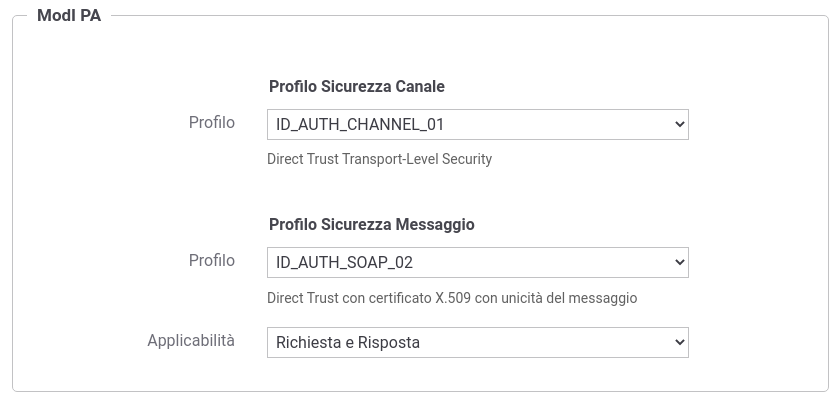 ModI PA
Profilo Sicurezza Canale
Profilo
ID_AUTH_CHANNEL_01
Direct Trust Transport-Level Security
Profilo Sicurezza Messaggio
Profilo
ID_AUTH_SOAP_02
Direct Trust con certificato X.509 con unicità del messaggio
Applicabilità
Richiesta e Risposta